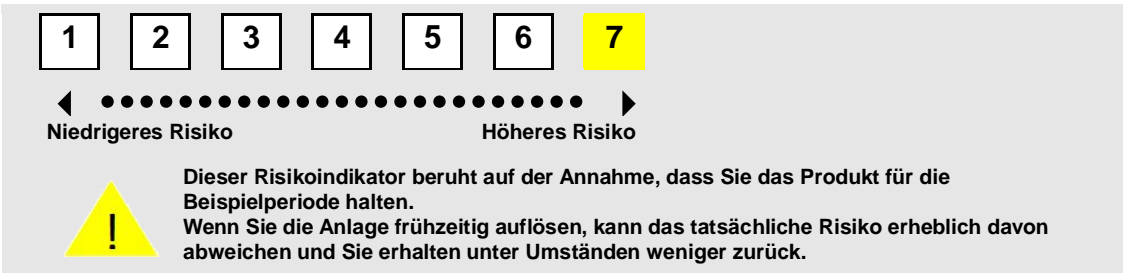 1 2 3 4 5 6 7
Niedrigeres Risiko Höheres Risiko
Dieser Risikoindikator beruht auf der Annahme, dass Sie das Produkt für die
Beispielperiode halten.
Wenn Sie die Anlage frühzeitig auflösen, kann das tatsächliche Risiko erheblich davon
abweichen und Sie erhalten unter Umständen weniger zurück.
!